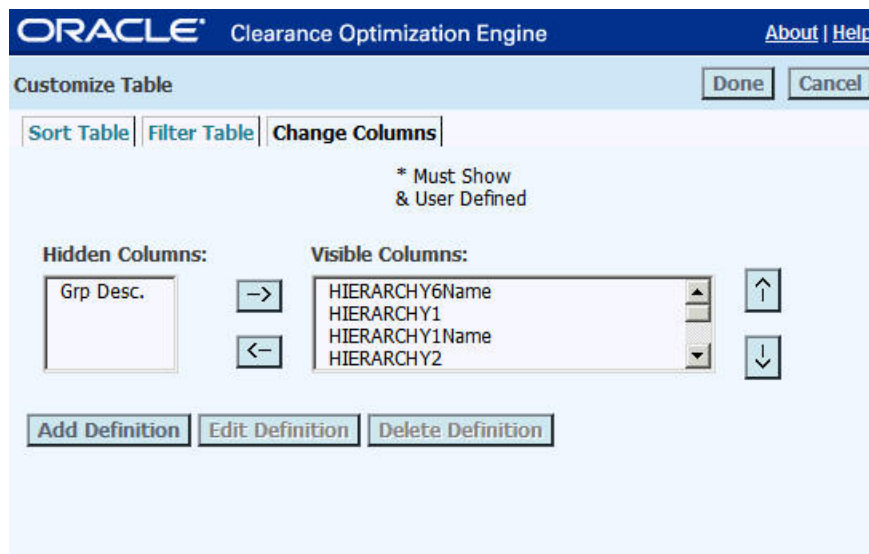 ORACLE Clearance Optimization Engine About | Help
Customize Table Done Cancel
Sort Table Filter Table Change Columns
* Must Show
& User Defined
Hidden Columns: Visible Columns:
Grp Desc. HIERARCHY6Name
HIERARCHY1
HIERARCHY1Name
HIERARCHY2
Add Definition Edit Definition Delete Definition